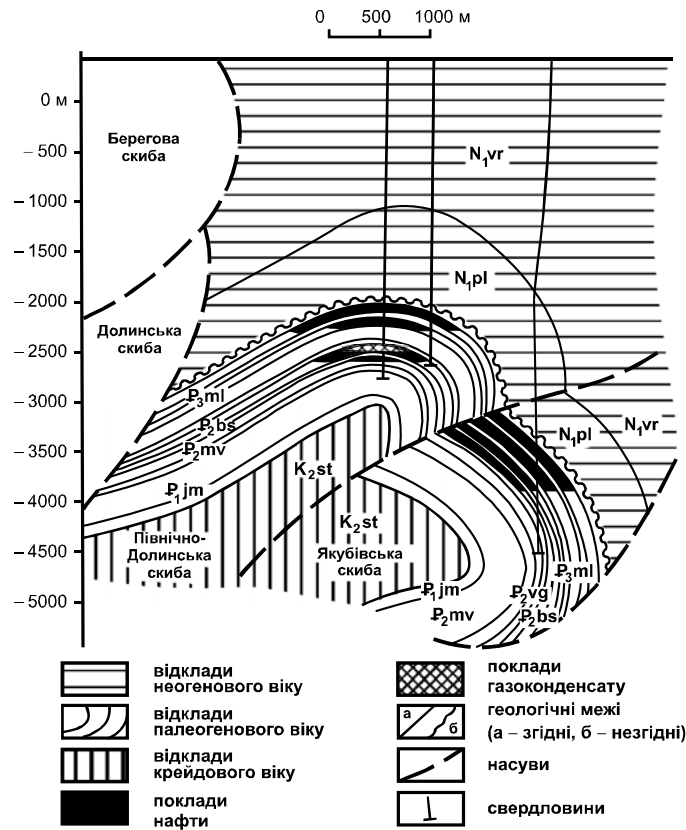 0 500 1000 м
0 м
– 500
– 1000
– 1500
– 2000
– 2500
– 3000
– 3500
– 4000
– 4500
– 5000
Берегова
скиба
N₁vr
N₁pl
Долинська
скиба
P₃ml
P₂bs
P₂mv
P₁jm
N₁pl
N₁vr
K₂st
K₂st
Північно-
Долинська
скиба
Якубівська
скиба
P₁jm
P₂mv
P₂vg
P₂bs
P₃ml
відклади
неогенового віку
відклади
палеогенового віку
відклади
крейдового віку
поклади
нафти
поклади
газоконденсату
а
б
геологічні межі
(а – згідні, б – незгідні)
насуви
свердловини